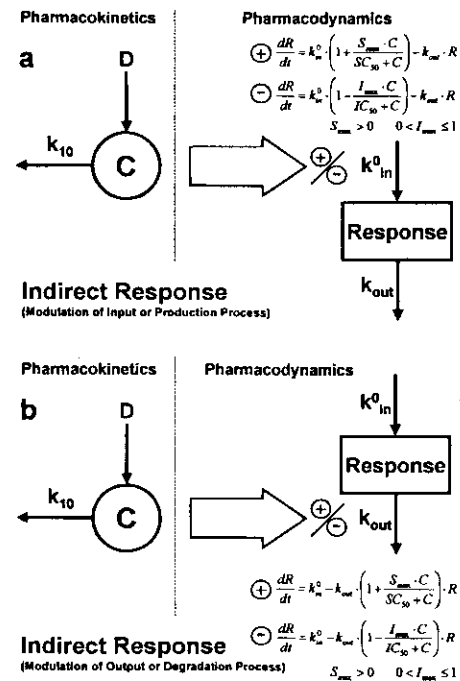 Pharmacokinetics
Pharmacodynamics
a
D
k10
C
⊕ dR/dt = k⁰in · (1 + Smax · C / SC50 + C) − kout · R
⊖ dR/dt = k⁰in · (1 − Imax · C / IC50 + C) − kout · R
Smax > 0 0 < Imax ≤ 1
⊕/⊖
k⁰in
Response
kout
Indirect Response
(Modulation of Input or Production Process)
Pharmacokinetics
Pharmacodynamics
b
D
k10
C
k⁰in
Response
⊕/⊖
kout
⊕ dR/dt = k⁰in − kout · (1 + Smax · C / SC50 + C) · R
⊖ dR/dt = k⁰in − kout · (1 − Imax · C / IC50 + C) · R
Smax > 0 0 < Imax ≤ 1
Indirect Response
(Modulation of Output or Degradation Process)